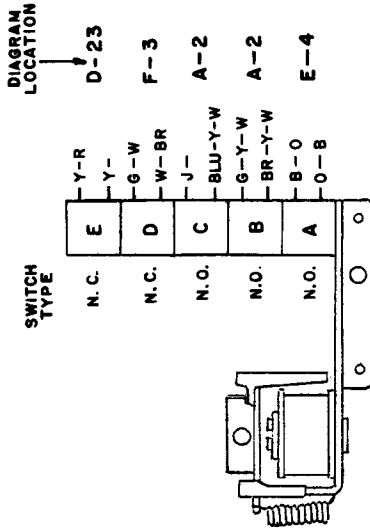 DIAGRAM
LOCATION
SWITCH
TYPE
N.C. E Y-R D-23
Y-
N.C. D G-W F-3
W-BR
N.O. C J- A-2
BLU-Y-W
N.O. B G-Y-W A-2
BR-Y-W
N.O. A B-O E-4
O-B